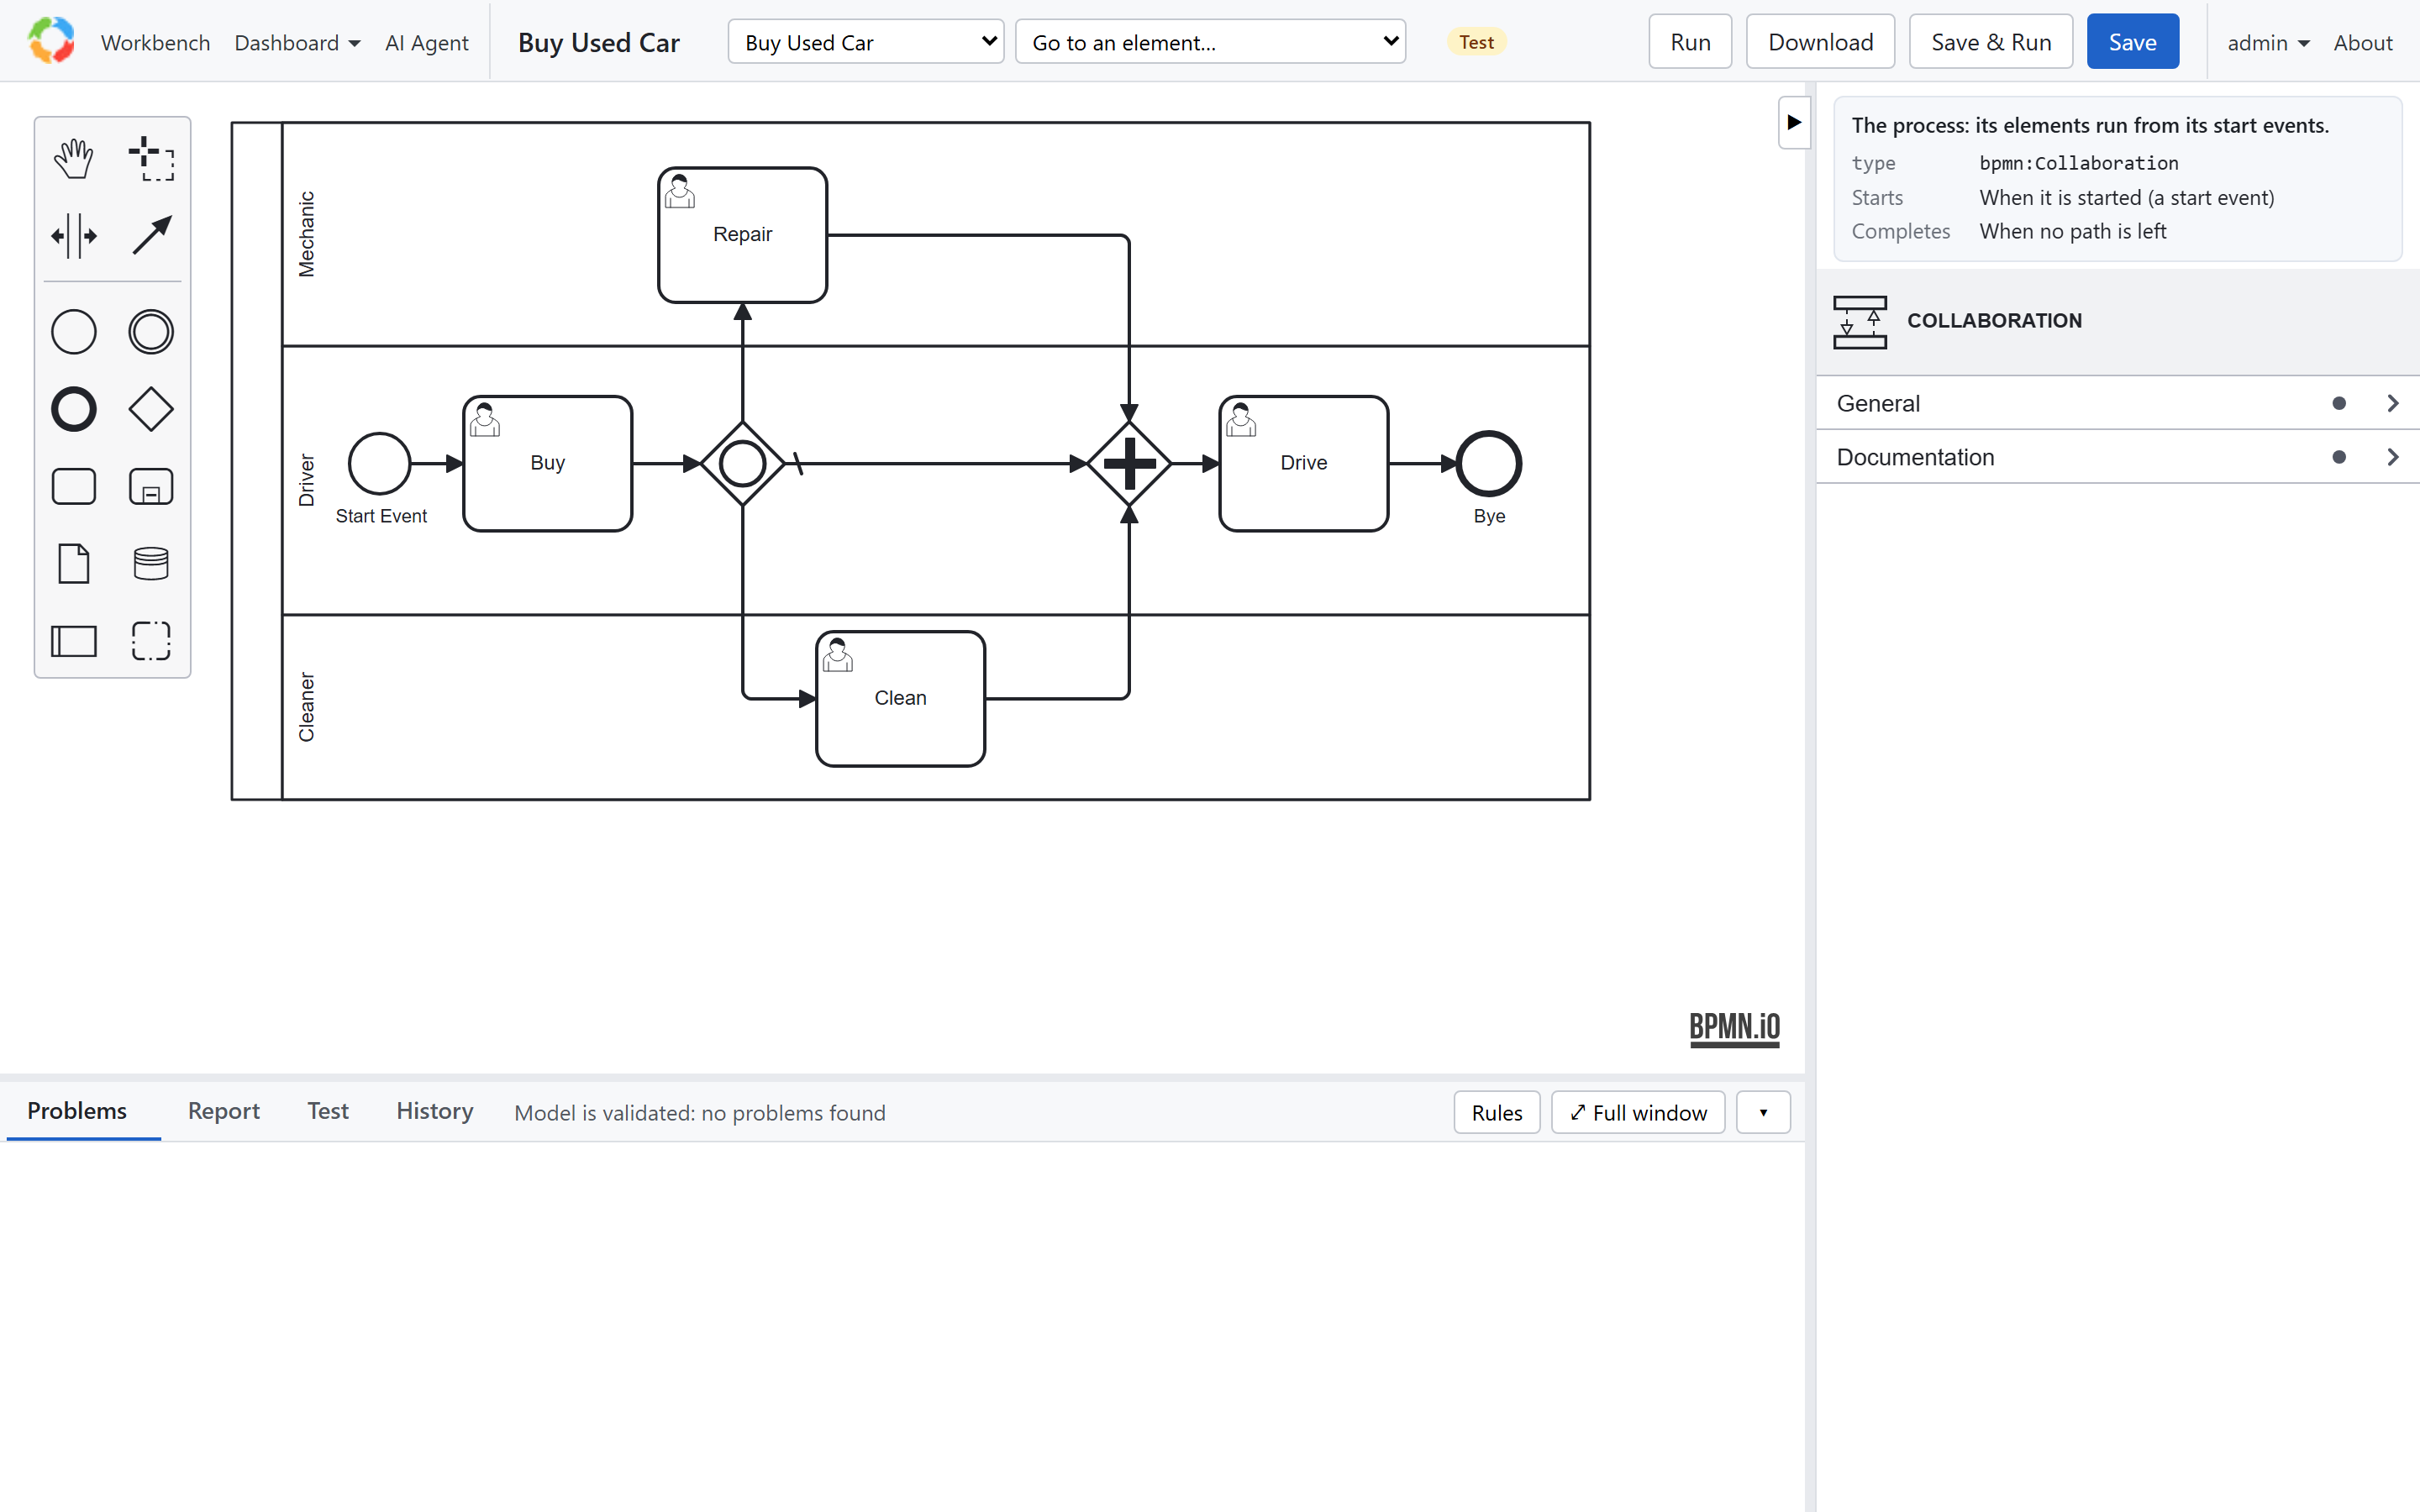 Workbench
Dashboard
AI Agent
Buy Used Car
Buy Used Car
Go to an element...
Test
Run
Download
Save & Run
Save
admin
About
The process: its elements run from its start events.
type bpmn:Collaboration
Starts When it is started (a start event)
Completes When no path is left
COLLABORATION
General
Documentation
Mechanic
Repair
Driver
Start Event
Buy
Drive
Bye
Cleaner
Clean
BPMN.iO
Problems
Report
Test
History
Model is validated: no problems found
Rules
Full window